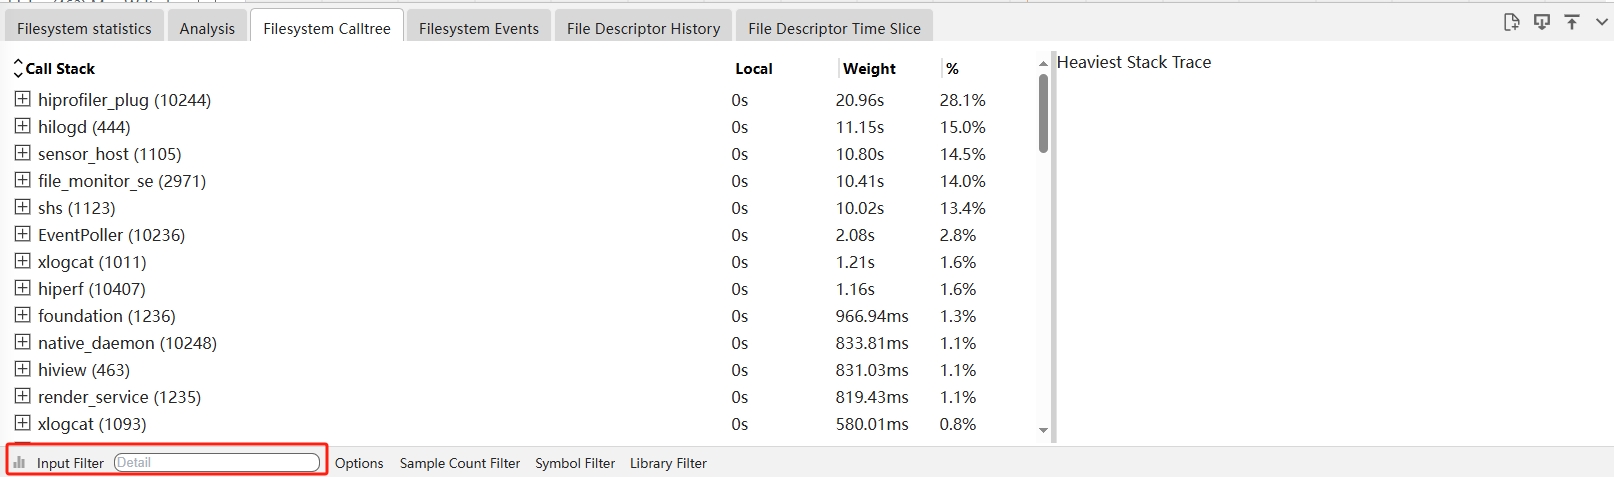 Filesystem statistics Analysis Filesystem Calltree Filesystem Events File Descriptor History File Descriptor Time Slice
Call Stack Local Weight %
hiprofiler_plug (10244) 0s 20.96s 28.1%
hilogd (444) 0s 11.15s 15.0%
sensor_host (1105) 0s 10.80s 14.5%
file_monitor_se (2971) 0s 10.41s 14.0%
shs (1123) 0s 10.02s 13.4%
EventPoller (10236) 0s 2.08s 2.8%
xlogcat (1011) 0s 1.21s 1.6%
hiperf (10407) 0s 1.16s 1.6%
foundation (1236) 0s 966.94ms 1.3%
native_daemon (10248) 0s 833.81ms 1.1%
hiview (463) 0s 831.03ms 1.1%
render_service (1235) 0s 819.43ms 1.1%
xlogcat (1093) 0s 580.01ms 0.8%
Heaviest Stack Trace
Input Filter Detail Options Sample Count Filter Symbol Filter Library Filter